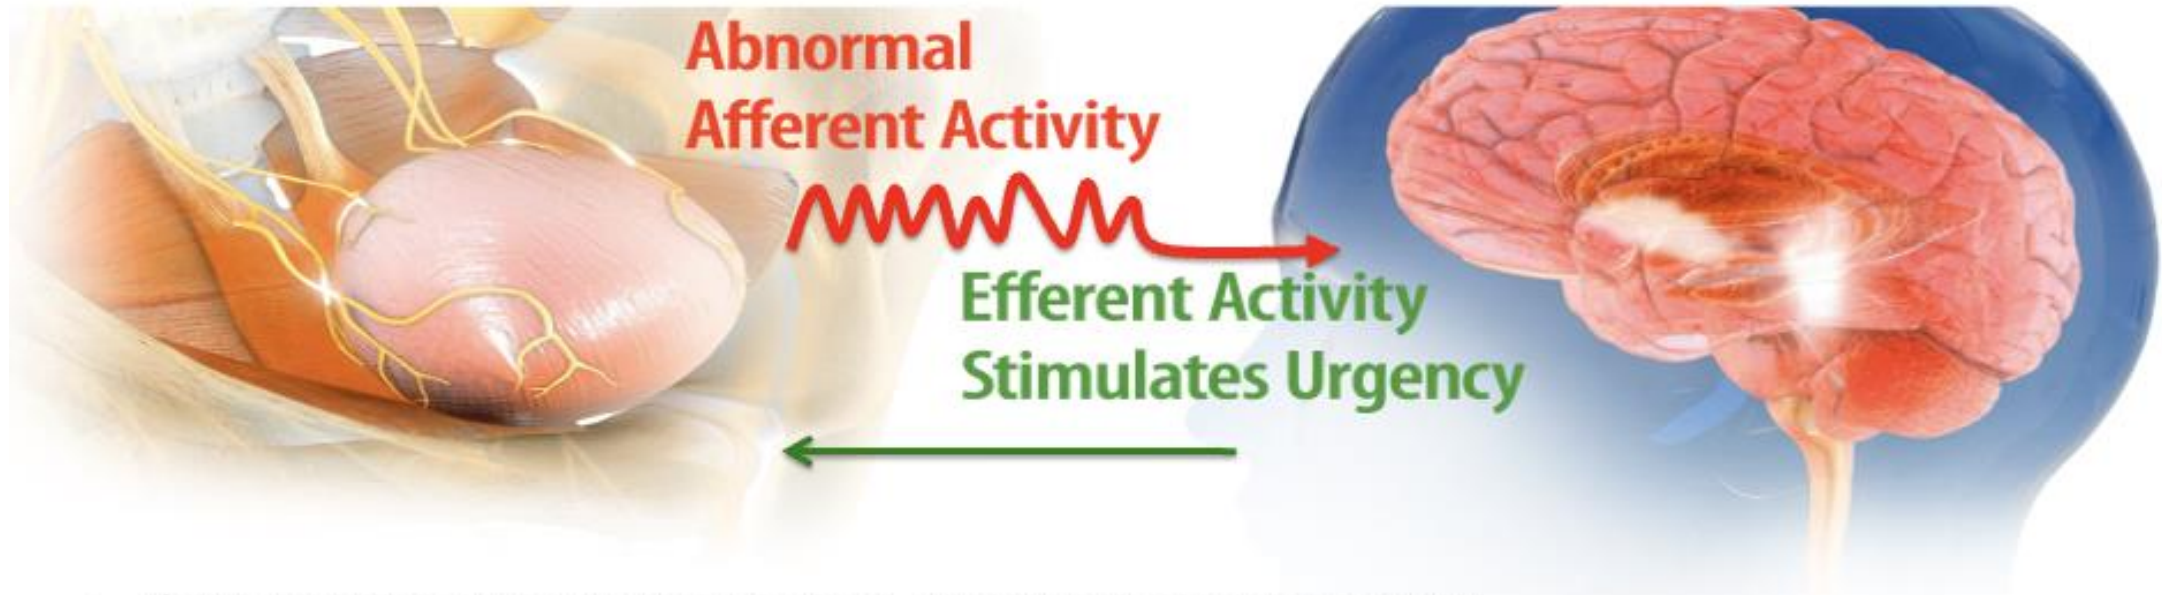 Abnormal
Afferent Activity
Efferent Activity
Stimulates Urgency